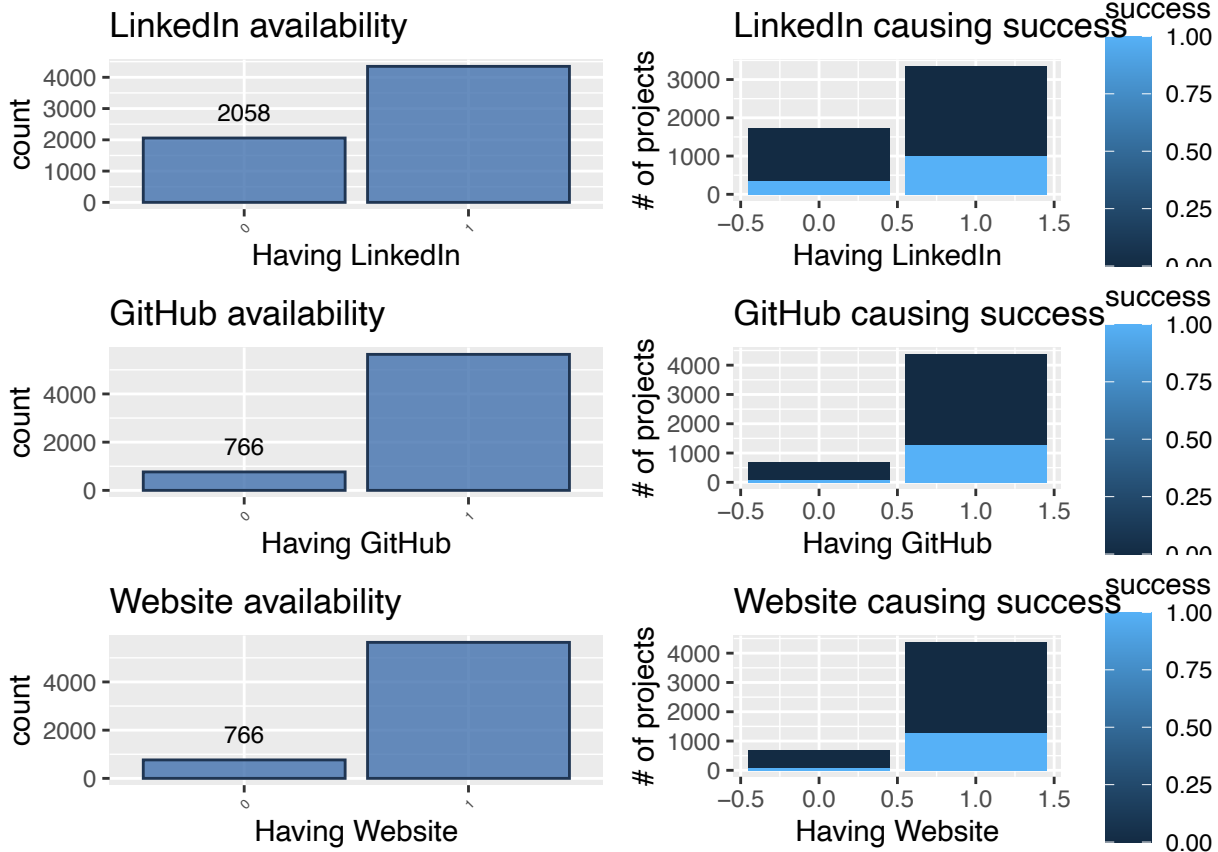 LinkedIn availability
count
4000
3000
2000
1000
0
2058
0
1
Having LinkedIn
LinkedIn causing success
# of projects
3000
2000
1000
0
−0.5 0.0 0.5 1.0 1.5
Having LinkedIn
success
1.00
0.75
0.50
0.25
0.00
GitHub availability
count
4000
2000
0
766
0
1
Having GitHub
GitHub causing success
# of projects
4000
3000
2000
1000
0
−0.5 0.0 0.5 1.0 1.5
Having GitHub
success
1.00
0.75
0.50
0.25
0.00
Website availability
count
4000
2000
0
766
0
1
Having Website
Website causing success
# of projects
4000
3000
2000
1000
0
−0.5 0.0 0.5 1.0 1.5
Having Website
success
1.00
0.75
0.50
0.25
0.00